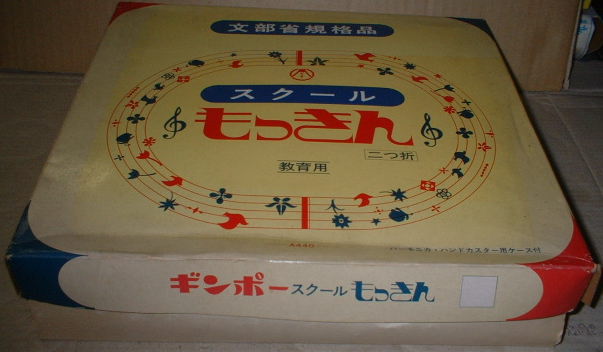 文部省規格品
スクール
もっきん
二つ折
教育用
A440
ハーモニカ・ハンドカスター用ケース付
ギンポースクールもっきん